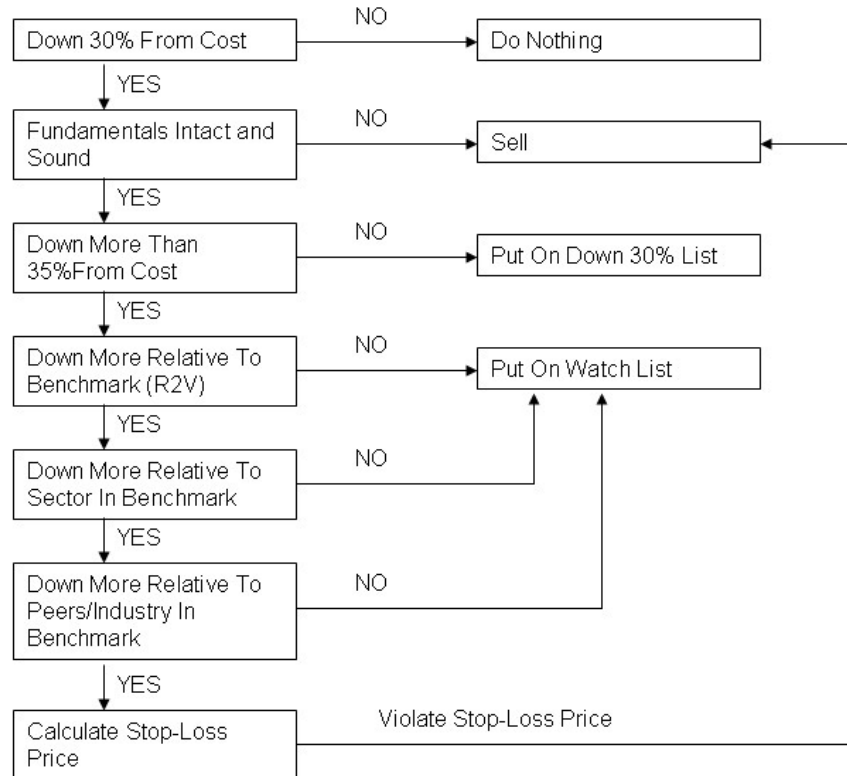 NO
Down 30% From Cost
Do Nothing
YES
Fundamentals Intact and
Sound
NO
Sell
YES
Down More Than
35%From Cost
NO
Put On Down 30% List
YES
Down More Relative To
Benchmark (R2V)
NO
Put On Watch List
YES
Down More Relative To
Sector In Benchmark
NO
YES
Down More Relative To
Peers/Industry In
Benchmark
NO
YES
Calculate Stop-Loss
Price
Violate Stop-Loss Price